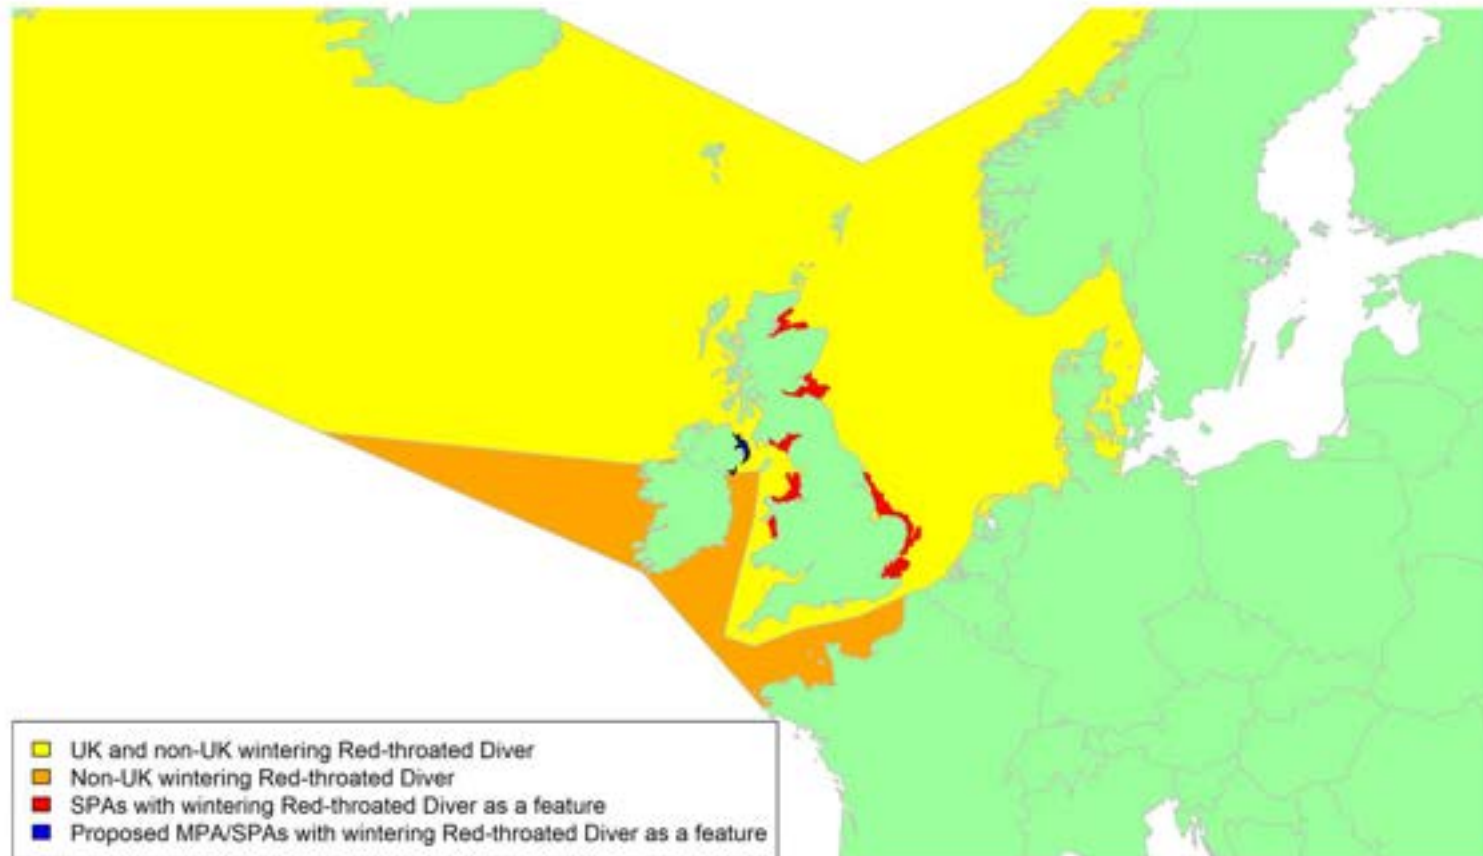 UK and non-UK wintering Red-throated Diver
Non-UK wintering Red-throated Diver
SPAs with wintering Red-throated Diver as a feature
Proposed MPA/SPAs with wintering Red-throated Diver as a feature